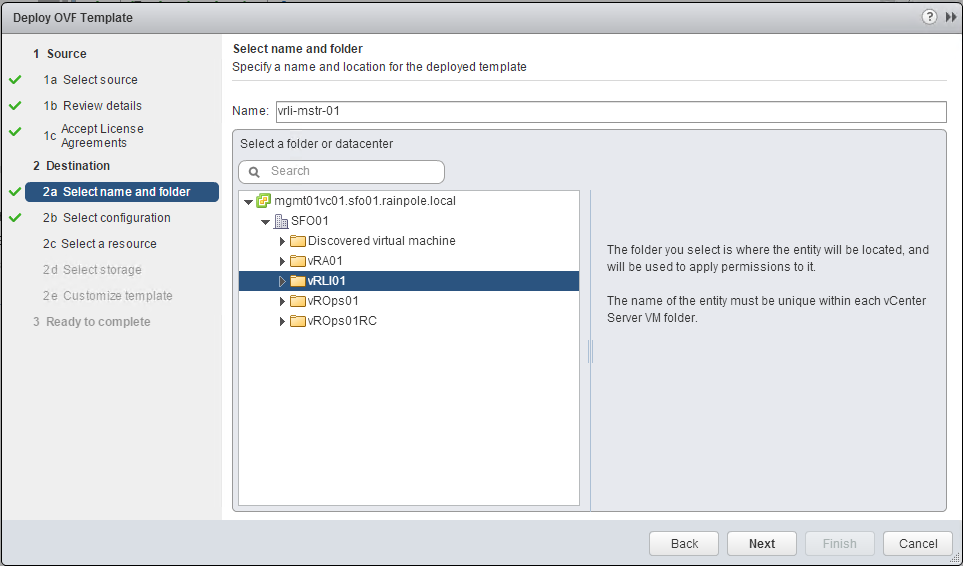 Deploy OVF Template
?
1 Source
1a Select source
1b Review details
1c Accept License
Agreements
2 Destination
2a Select name and folder
2b Select configuration
2c Select a resource
2d Select storage
2e Customize template
3 Ready to complete
Select name and folder
Specify a name and location for the deployed template
Name: vrli-mstr-01
Select a folder or datacenter
Search
mgmt01vc01.sfo01.rainpole.local
SFO01
Discovered virtual machine
vRA01
vRLI01
vROps01
vROps01RC
The folder you select is where the entity will be located, and
will be used to apply permissions to it.
The name of the entity must be unique within each vCenter
Server VM folder.
Back Next Finish Cancel